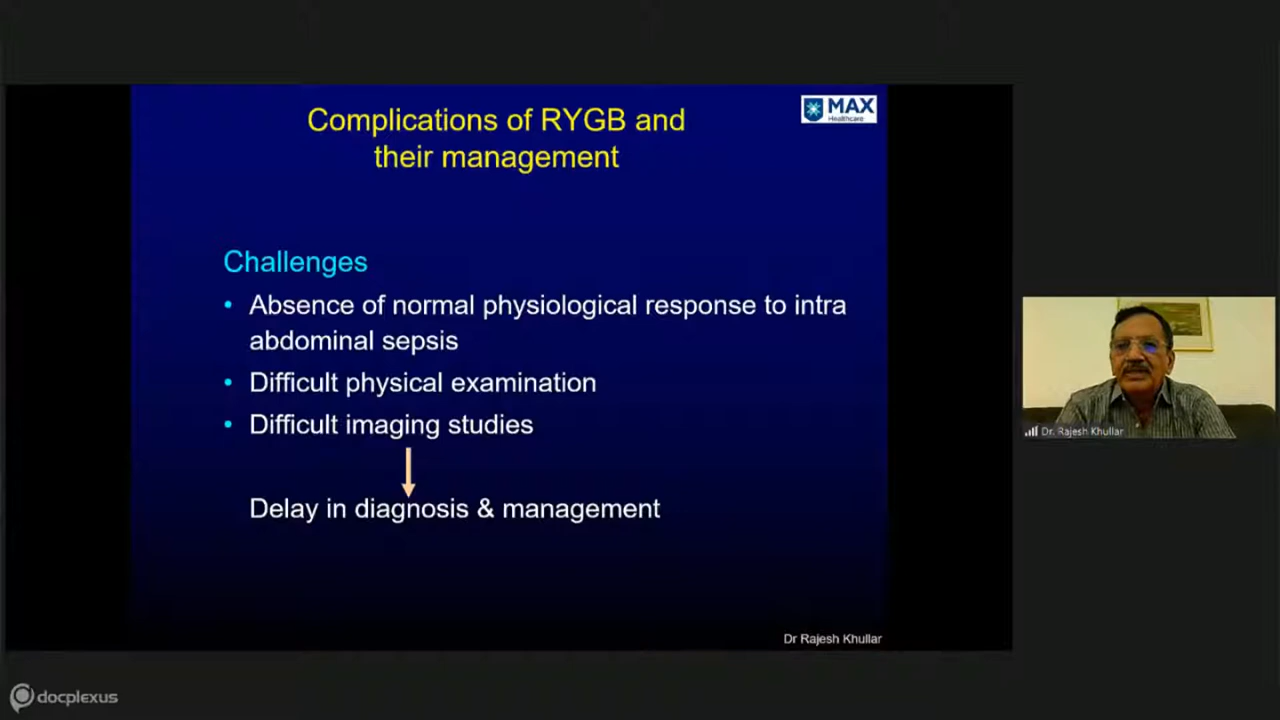 Complications of RYGB and
their management
MAX
Healthcare
Challenges
• Absence of normal physiological response to intra
abdominal sepsis
• Difficult physical examination
• Difficult imaging studies
Delay in diagnosis & management
Dr Rajesh Khullar
Dr. Rajesh Khullar
docplexus